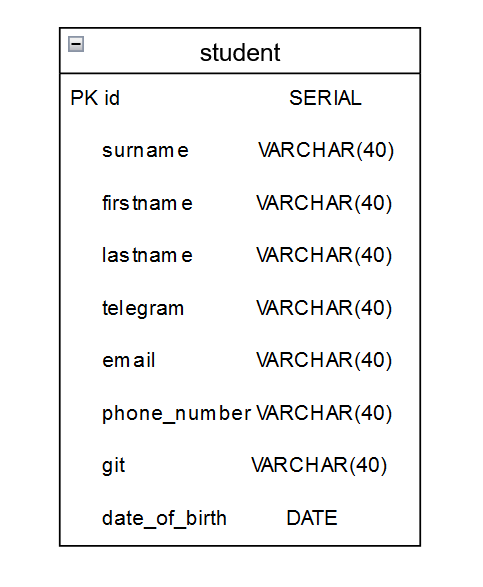 student
PK id SERIAL
surname VARCHAR(40)
firstname VARCHAR(40)
lastname VARCHAR(40)
telegram VARCHAR(40)
email VARCHAR(40)
phone_number VARCHAR(40)
git VARCHAR(40)
date_of_birth DATE